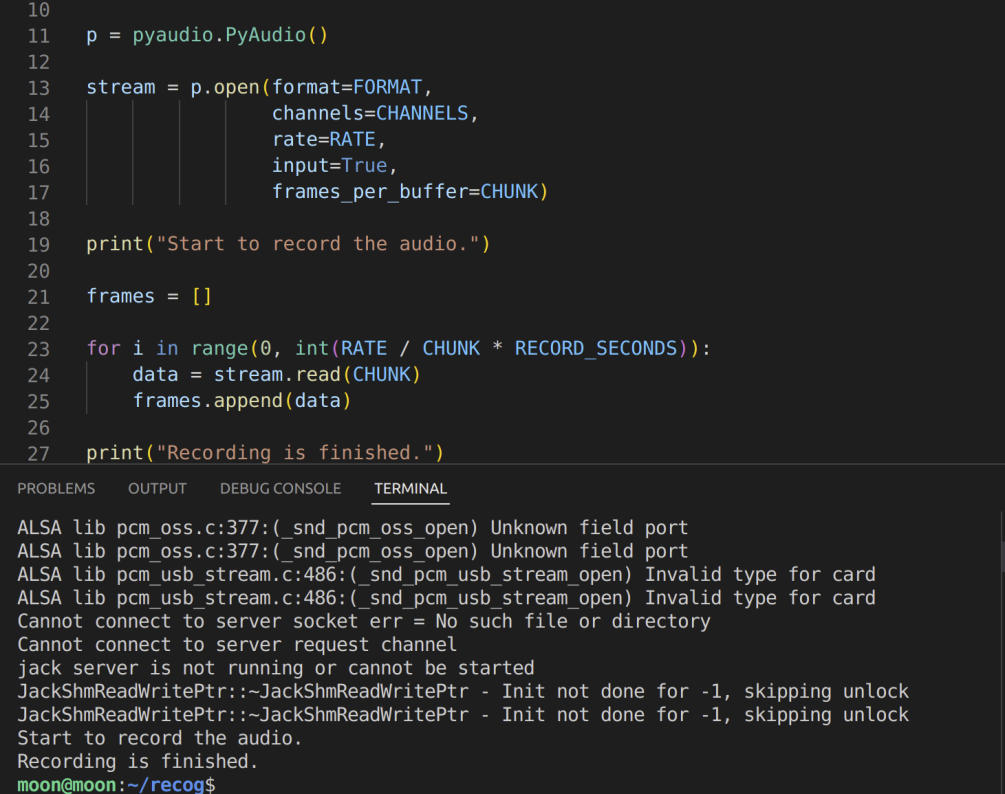 10
11 p = pyaudio.PyAudio()
12
13 stream = p.open(format=FORMAT,
14 channels=CHANNELS,
15 rate=RATE,
16 input=True,
17 frames_per_buffer=CHUNK)
18
19 print("Start to record the audio.")
20
21 frames = []
22
23 for i in range(0, int(RATE / CHUNK * RECORD_SECONDS)):
24 data = stream.read(CHUNK)
25 frames.append(data)
26
27 print("Recording is finished.")
PROBLEMS OUTPUT DEBUG CONSOLE TERMINAL
ALSA lib pcm_oss.c:377:(_snd_pcm_oss_open) Unknown field port
ALSA lib pcm_oss.c:377:(_snd_pcm_oss_open) Unknown field port
ALSA lib pcm_usb_stream.c:486:(_snd_pcm_usb_stream_open) Invalid type for card
ALSA lib pcm_usb_stream.c:486:(_snd_pcm_usb_stream_open) Invalid type for card
Cannot connect to server socket err = No such file or directory
Cannot connect to server request channel
jack server is not running or cannot be started
JackShmReadWritePtr::~JackShmReadWritePtr - Init not done for -1, skipping unlock
JackShmReadWritePtr::~JackShmReadWritePtr - Init not done for -1, skipping unlock
Start to record the audio.
Recording is finished.
moon@moon:~/recog$